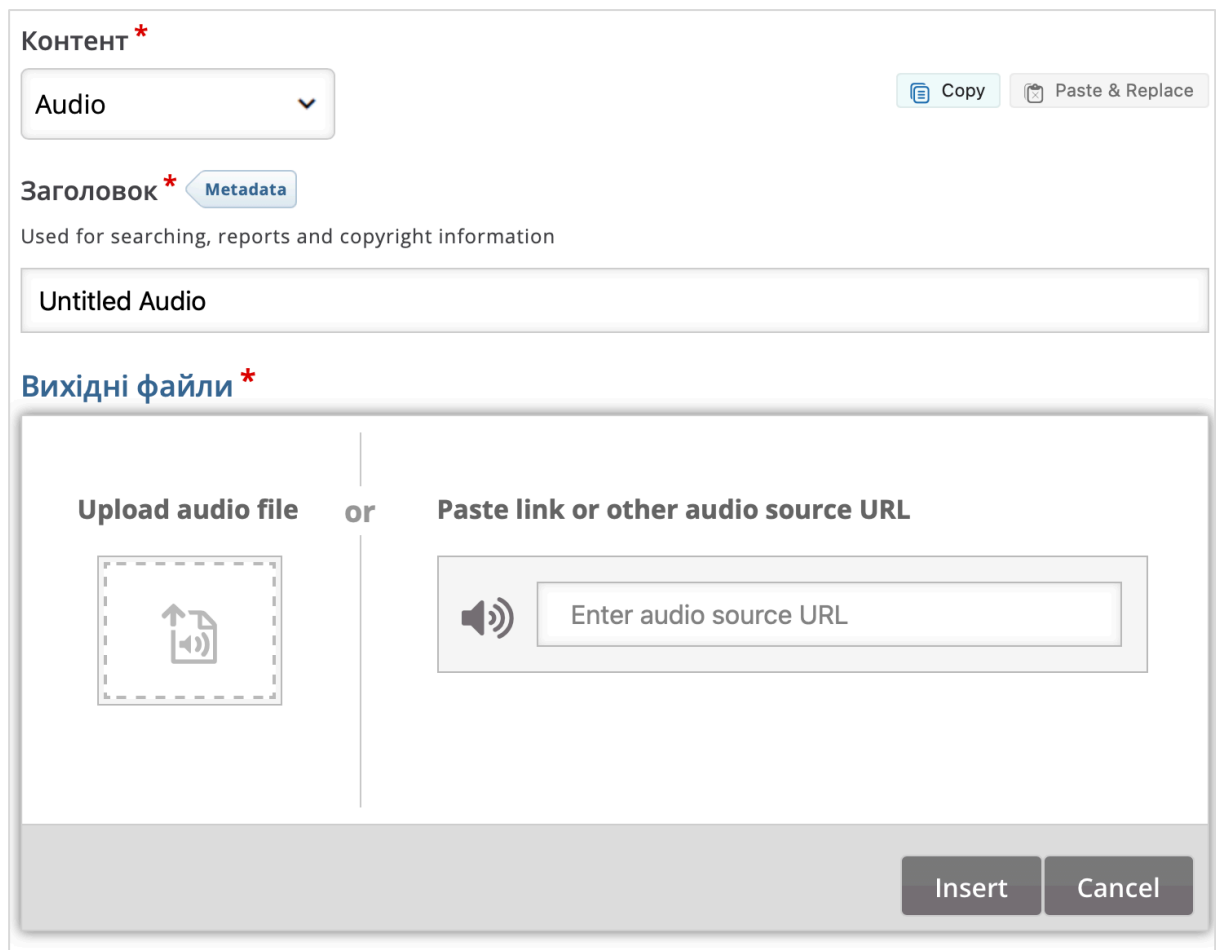 Контент *
Audio
Copy
Paste & Replace
Заголовок *
Metadata
Used for searching, reports and copyright information
Untitled Audio
Вихідні файли *
Upload audio file
or
Paste link or other audio source URL
Enter audio source URL
Insert
Cancel